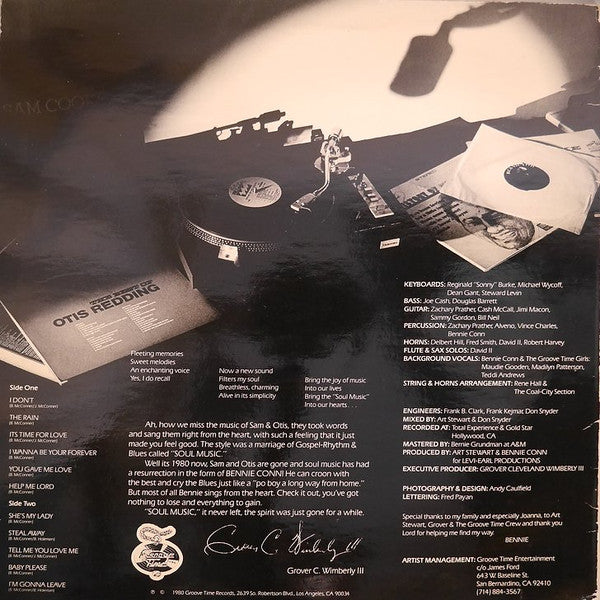 SAM COO
OTIS REDDING
Side One
I DON'T
(B. McConner/J. McConner)
THE RAIN
(B. McConner)
ITS TIME FOR LOVE
(B. McConner)
I WANNA BE YOUR FOREVER
(B. McConner)
YOU GAVE ME LOVE
(B. McConner)
HELP ME LORD
(B. McConner)
Side Two
SHE'S MY LADY
(B. McConner)
STEAL AWAY
TELL ME YOU LOVE ME
(B. McConner/J. McConner)
BABY PLEASE
(B. McConner)
I'M GONNA LEAVE
Fleeting memories
Sweet melodies
An enchanting voice
Yes, I do recall
Now a new sound
Filters my soul
Breathless, charming
Alive in its simplicity
Bring the joy of music
Into our lives
Bring the "Soul Music"
Into our hearts . . .
Ah, how we miss the music of Sam & Otis, they took words
and sang them right from the heart, with such a feeling that it just
made you feel good. The style was a marriage of Gospel-Rhythm &
Blues called "SOUL MUSIC."
Well its 1980 now, Sam and Otis are gone and soul music has had
a resurrection in the form of BENNIE CONN! He can croon with
the best and cry the Blues just like a "po boy a long way from home."
But most of all Bennie sings from the heart. Check it out, you've got
nothing to lose and everything to gain.
"SOUL MUSIC," it never left, the spirit was just gone for a while.
Grover C. Wimberly III
Grover C. Wimberly III
℗ © 1980 Groove Time Records, 2639 So. Robertson Blvd., Los Angeles, CA 90034
KEYBOARDS: Reginald "Sonny" Burke, Michael Wycoff,
Dean Gant, Steward Levin
BASS: Joe Cash, Douglas Barrett
GUITAR: Zachary Prather, Cash McCall, Jimi Macon,
Sammy Gordon, Bill Neil
PERCUSSION: Zachary Prather, Alveno, Vince Charles,
Bennie Conn
HORNS: Delbert Hill, Fred Smith, David II, Robert Harvey
FLUTE & SAX SOLOS: David II
BACKGROUND VOCALS: Bennie Conn & The Groove Time Girls:
Maudie Gooden, Madilyn Patterson,
Teddi Andrews
STRING & HORNS ARRANGEMENT: Rene Hall &
The Coal-City Section
ENGINEERS: Frank B. Clark, Frank Kejmar, Don Snyder
MIXED BY: Art Stewart & Don Snyder
RECORDED AT: Total Experience & Gold Star
Hollywood, CA
MASTERED BY: Bernie Grundman at A&M
PRODUCED BY: ART STEWART & BENNIE CONN
for LEVI-EARL PRODUCTIONS
EXECUTIVE PRODUCER: GROVER CLEVELAND WIMBERLY III
PHOTOGRAPHY & DESIGN: Andy Caulfield
LETTERING: Fred Payan
Special thanks to my family and especially Joanna, to Art
Stewart, Grover & The Groove Time Crew and thank you
Lord for helping me find my way.
BENNIE
ARTIST MANAGEMENT: Groove Time Entertainment
c/o James Ford
643 W. Baseline St.
San Bernardino, CA 92410
(714) 884-3567